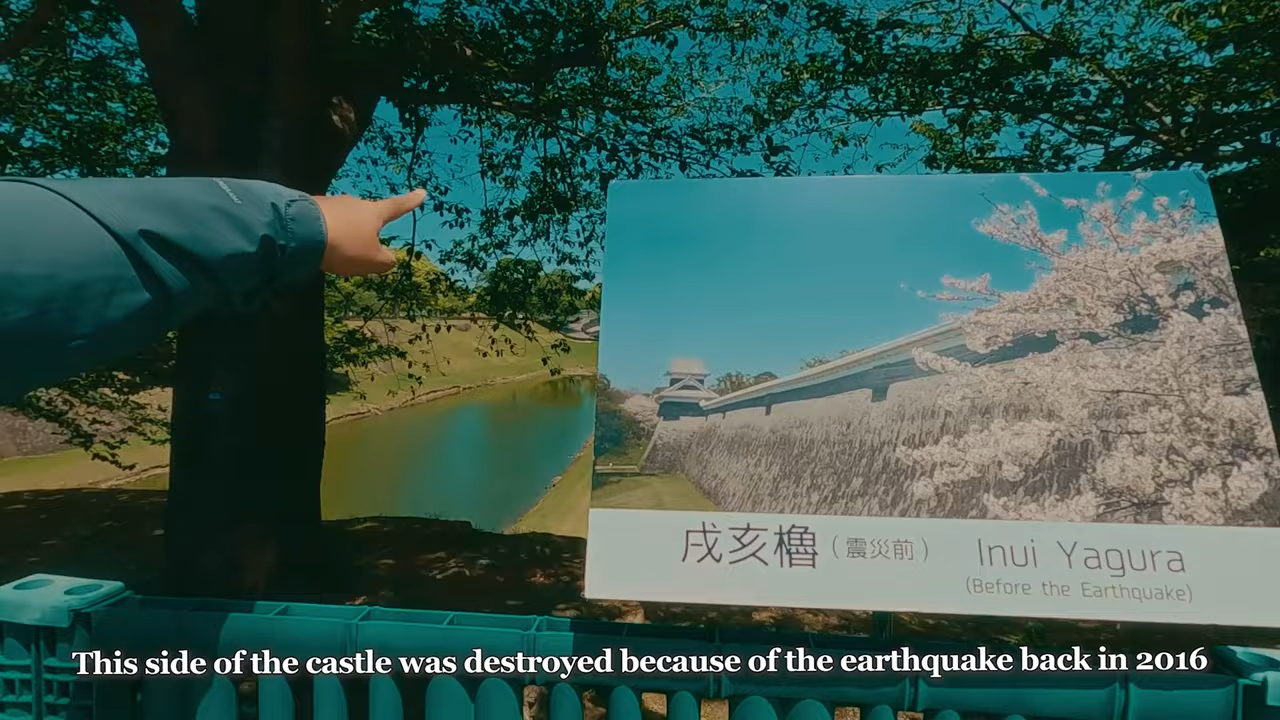 戌亥櫓(震災前) Inui Yagura
(Before the Earthquake)
This side of the castle was destroyed because of the earthquake back in 2016